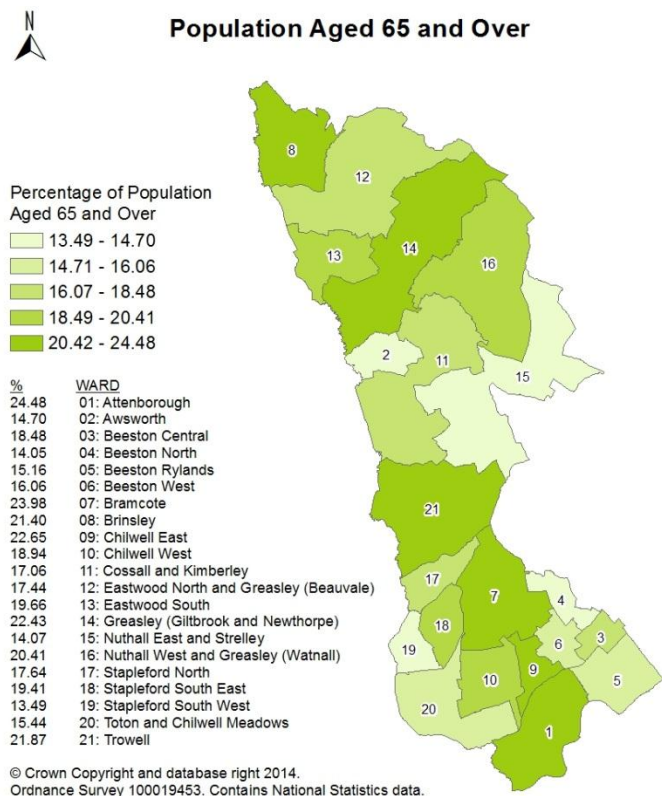 N
Population Aged 65 and Over
Percentage of Population
Aged 65 and Over
13.49 - 14.70
14.71 - 16.06
16.07 - 18.48
18.49 - 20.41
20.42 - 24.48
% WARD
24.48 01: Attenborough
14.70 02: Awsworth
18.48 03: Beeston Central
14.05 04: Beeston North
15.16 05: Beeston Rylands
16.06 06: Beeston West
23.98 07: Bramcote
21.40 08: Brinsley
22.65 09: Chilwell East
18.94 10: Chilwell West
17.06 11: Cossall and Kimberley
17.44 12: Eastwood North and Greasley (Beauvale)
19.66 13: Eastwood South
22.43 14: Greasley (Giltbrook and Newthorpe)
14.07 15: Nuthall East and Strelley
20.41 16: Nuthall West and Greasley (Watnall)
17.64 17: Stapleford North
19.41 18: Stapleford South East
13.49 19: Stapleford South West
15.44 20: Toton and Chilwell Meadows
21.87 21: Trowell
© Crown Copyright and database right 2014.
Ordnance Survey 100019453. Contains National Statistics data.
8
12
13
14
16
2
11
15
21
17
7
4
18
6
3
19
9
10
5
20
1